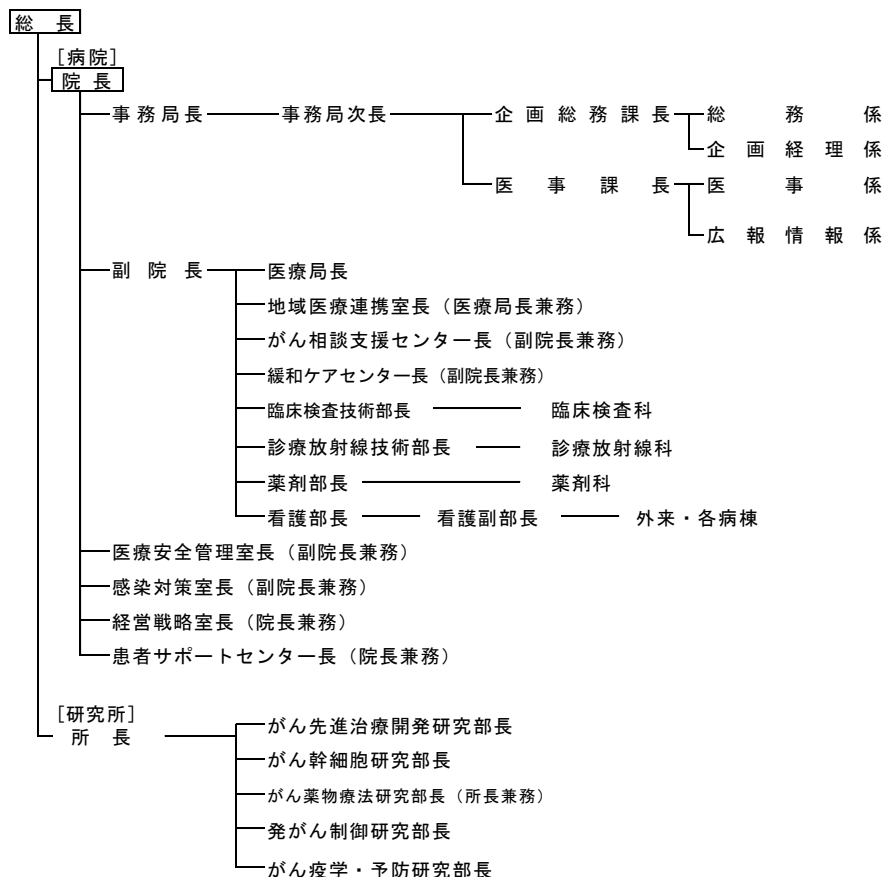 総長
[病院]
院長
事務局長 事務局次長 企画総務課長 総務係
企画経理係
医事課長 医事係
広報情報係
副院長 医療局長
地域医療連携室長（医療局長兼務）
がん相談支援センター長（副院長兼務）
緩和ケアセンター長（副院長兼務）
臨床検査技術部長 臨床検査科
診療放射線技術部長 診療放射線科
薬剤部長 薬剤科
看護部長 看護副部長 外来・各病棟
医療安全管理室長（副院長兼務）
感染対策室長（副院長兼務）
経営戦略室長（院長兼務）
患者サポートセンター長（院長兼務）
[研究所]
所長 がん先進治療開発研究部長
がん幹細胞研究部長
がん薬物療法研究部長（所長兼務）
発がん制御研究部長
がん疫学・予防研究部長